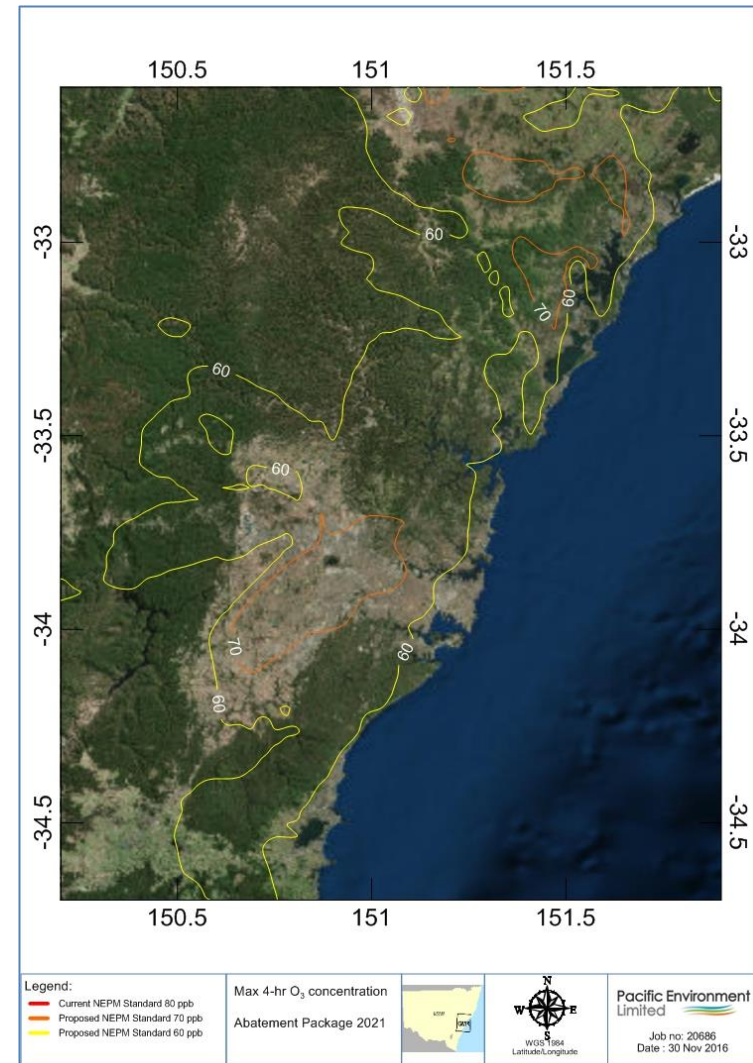 150.5 151 151.5
-33 -33
-33.5 -33.5
-34 -34
-34.5 -34.5
60
60
70
60
60
70
60
60
150.5 151 151.5
Legend:
Current NEPM Standard 80 ppb
Proposed NEPM Standard 70 ppb
Proposed NEPM Standard 60 ppb
Max 4-hr O₃ concentration
Abatement Package 2021
NSW
GMR
N
W E
S
WGS 1984
Latitude/Longitude
Pacific Environment
Limited
Job no: 20686
Date : 30 Nov 2016